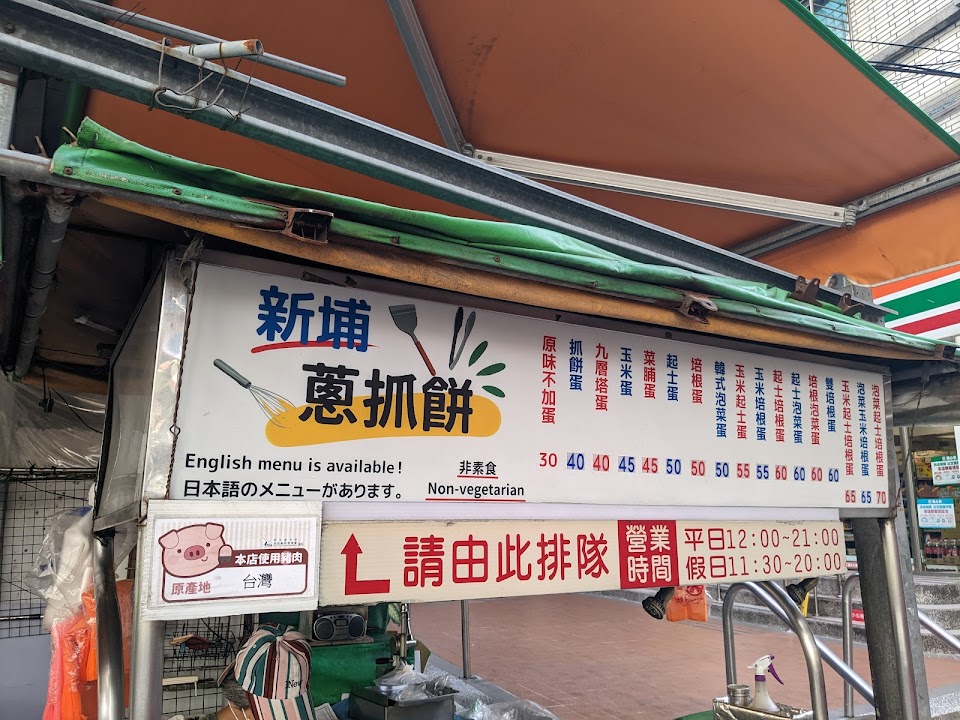 新埔
蔥抓餅
English menu is available!
日本語のメニューがあります。
非素食
Non-vegetarian
原味不加蛋 30
抓餅蛋 40
九層塔蛋 40
玉米蛋 45
菜脯蛋 45
起士蛋 50
培根蛋 50
韓式泡菜蛋 50
玉米起士蛋 55
玉米培根蛋 55
起士培根蛋 60
起士泡菜蛋 60
培根泡菜蛋 60
雙培根蛋 60
玉米起士培根蛋 65
泡菜玉米培根蛋 65
泡菜起士培根蛋 70
本店使用豬肉
原產地
台灣
請由此排隊
營業
時間
平日12:00~21:00
假日11:30~20:00